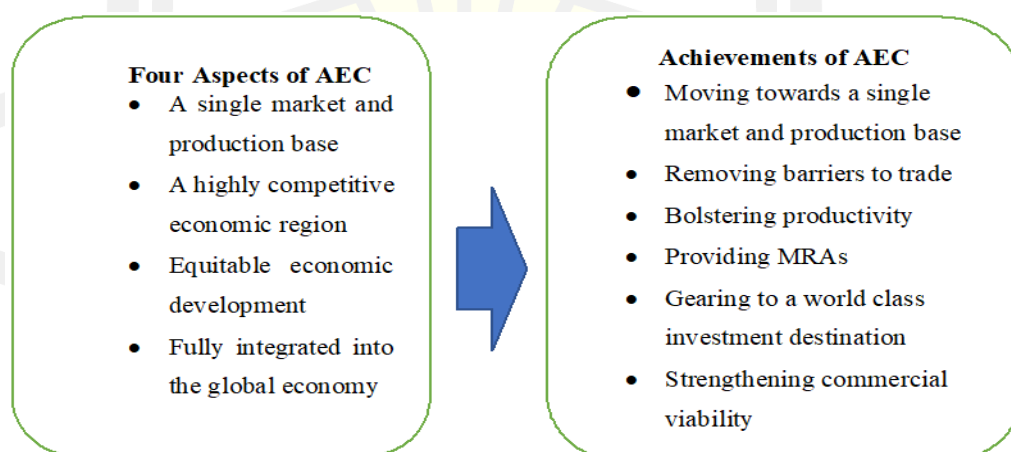 Four Aspects of AEC
• A single market and
production base
• A highly competitive
economic region
• Equitable economic
development
• Fully integrated into
the global economy
Achievements of AEC
• Moving towards a single
market and production base
• Removing barriers to trade
• Bolstering productivity
• Providing MRAs
• Gearing to a world class
investment destination
• Strengthening commercial
viability